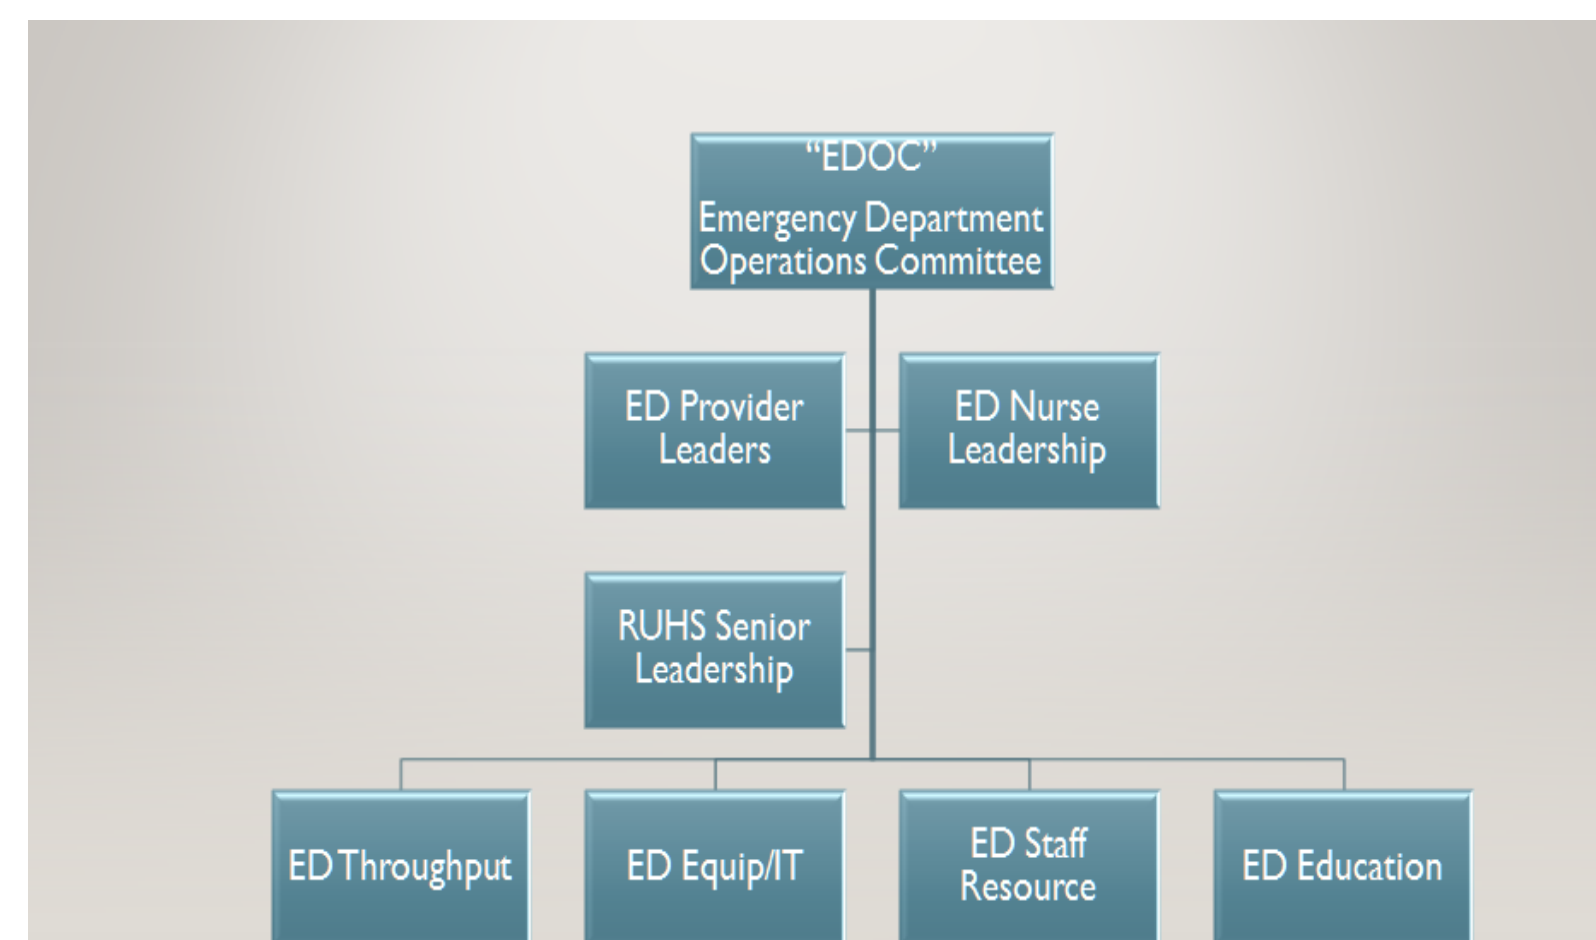 “EDOC”
Emergency Department
Operations Committee
ED Provider
Leaders
ED Nurse
Leadership
RUHS Senior
Leadership
ED Throughput
ED Equip/IT
ED Staff
Resource
ED Education